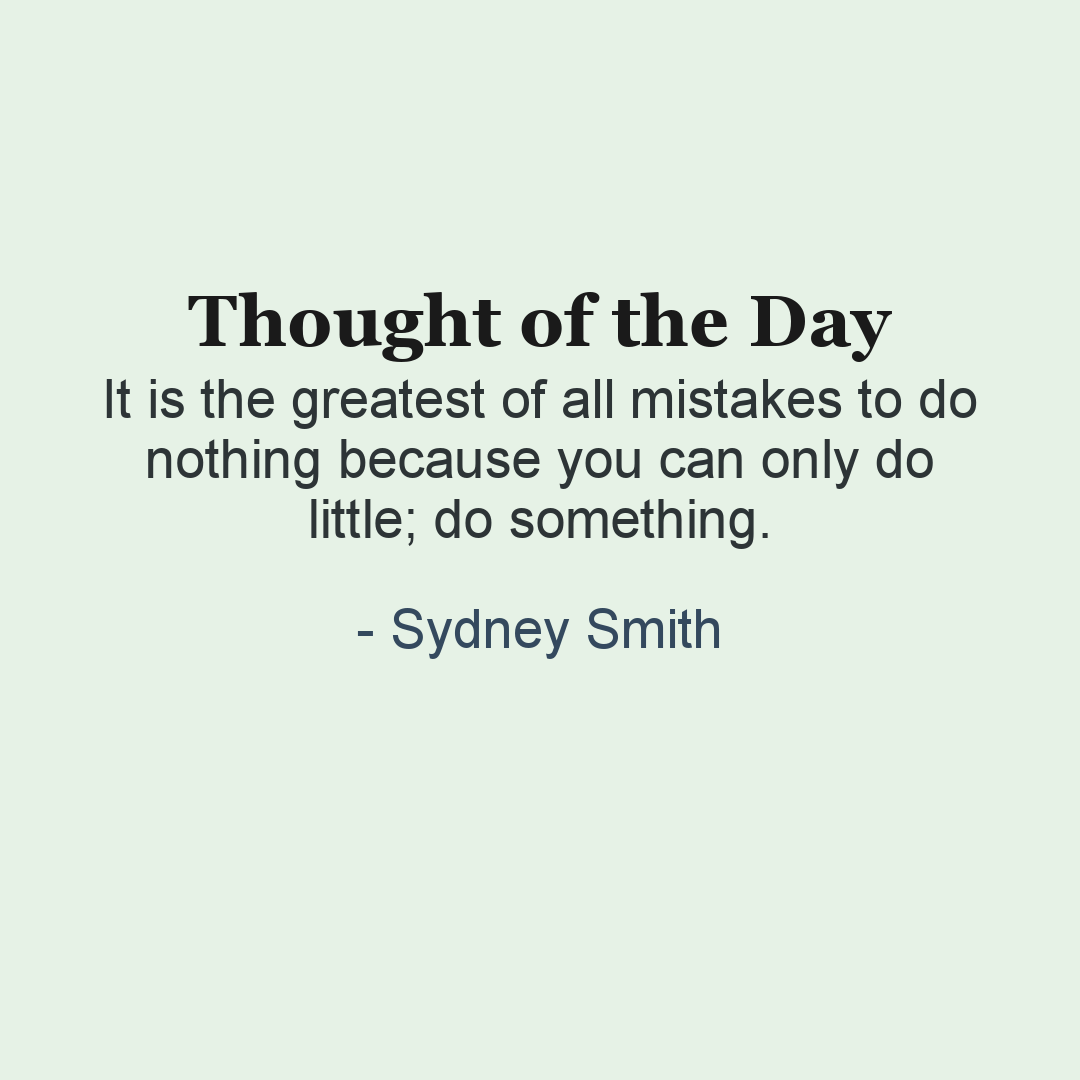 Thought of the Day
It is the greatest of all mistakes to do
nothing because you can only do
little; do something.
- Sydney Smith